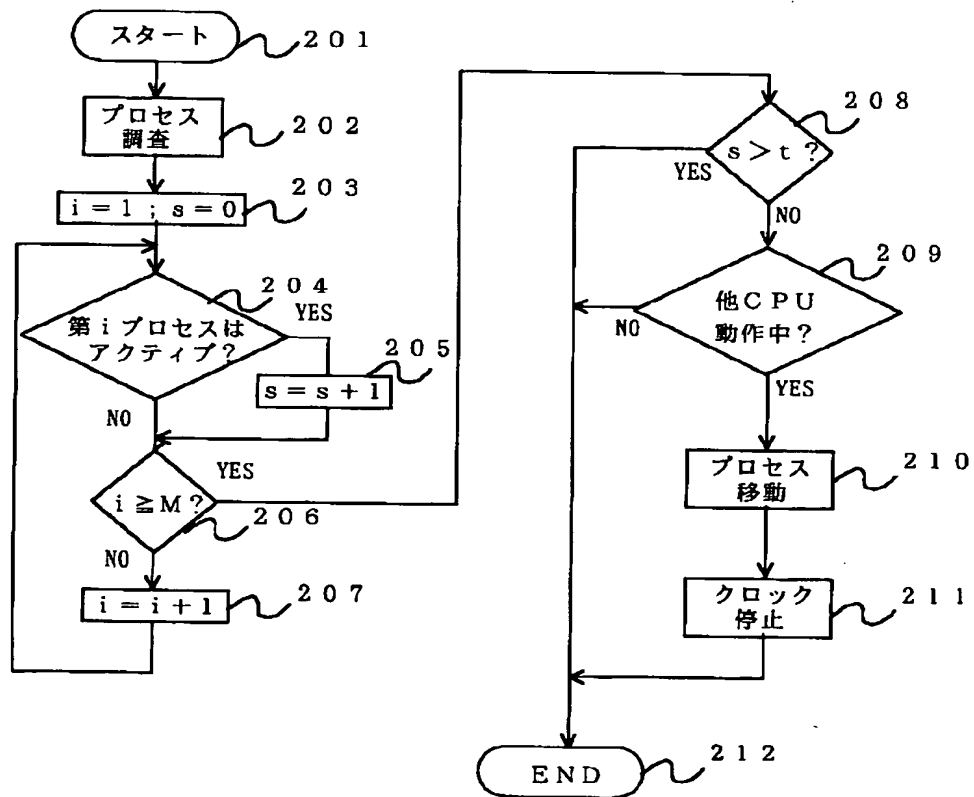 スタート
201
プロセス
調査
202
i=1;s=0
203
第iプロセスは
アクティブ?
204
YES
s=s+1
205
NO
i≧M?
206
YES
NO
i=i+1
207
s>t?
208
YES
NO
他CPU
動作中?
209
NO
YES
プロセス
移動
210
クロック
停止
211
END
212